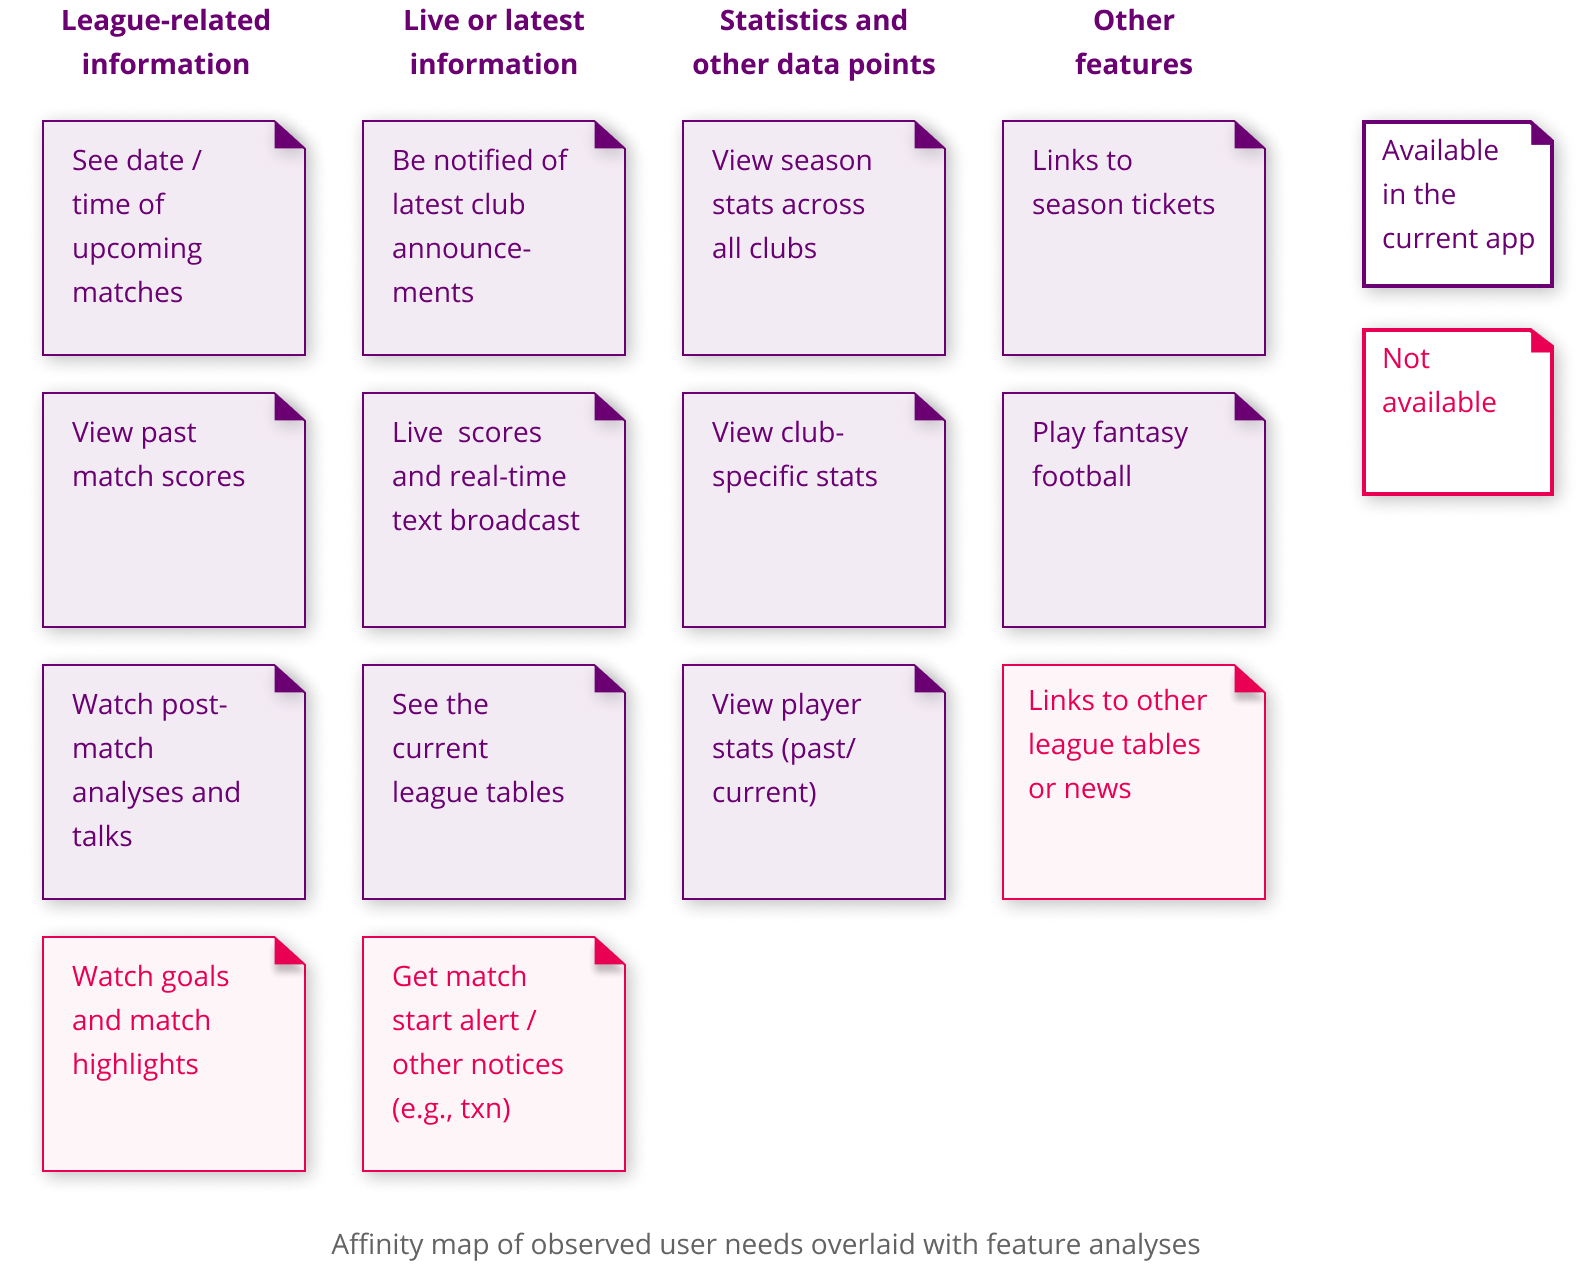 League-related
information
Live or latest
information
Statistics and
other data points
Other
features
See date /
time of
upcoming
matches
Be notified of
latest club
announce-
ments
View season
stats across
all clubs
Links to
season tickets
Available
in the
current app
Not
available
View past
match scores
Live  scores
and real-time
text broadcast
View club-
specific stats
Play fantasy
football
Watch post-
match
analyses and
talks
See the
current
league tables
View player
stats (past/
current)
Links to other
league tables
or news
Watch goals
and match
highlights
Get match
start alert /
other notices
(e.g., txn)
Affinity map of observed user needs overlaid with feature analyses